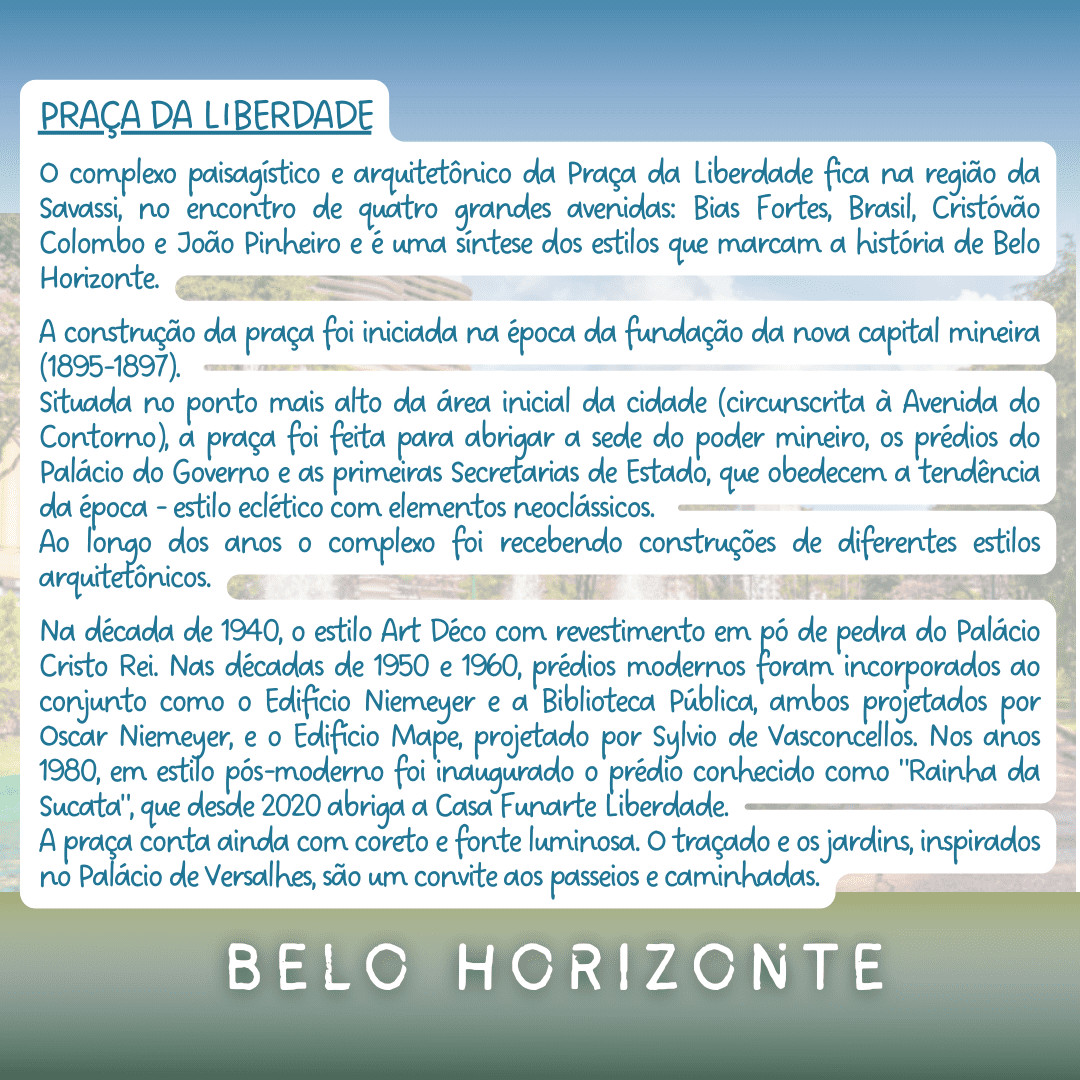 PRAÇA DA LIBERDADE
O complexo paisagístico e arquitetônico da Praça da Liberdade fica na região da
Savassi, no encontro de quatro grandes avenidas: Bias Fortes, Brasil, Cristóvão
Colombo e João Pinheiro e é uma síntese dos estilos que marcam a história de Belo
Horizonte.
A construção da praça foi iniciada na época da fundação da nova capital mineira
(1895-1897).
Situada no ponto mais alto da área inicial da cidade (circunscrita à Avenida do
Contorno), a praça foi feita para abrigar a sede do poder mineiro, os prédios do
Palácio do Governo e as primeiras Secretarias de Estado, que obedecem a tendência
da época - estilo eclético com elementos neoclássicos.
Ao longo dos anos o complexo foi recebendo construções de diferentes estilos
arquitetônicos.
Na década de 1940, o estilo Art Déco com revestimento em pó de pedra do Palácio
Cristo Rei. Nas décadas de 1950 e 1960, prédios modernos foram incorporados ao
conjunto como o Edifício Niemeyer e a Biblioteca Pública, ambos projetados por
Oscar Niemeyer, e o Edifício Mape, projetado por Sylvio de Vasconcellos. Nos anos
1980, em estilo pós-moderno foi inaugurado o prédio conhecido como "Rainha da
Sucata", que desde 2020 abriga a Casa Funarte Liberdade.
A praça conta ainda com coreto e fonte luminosa. O traçado e os jardins, inspirados
no Palácio de Versalhes, são um convite aos passeios e caminhadas.
BELO HORIZONTE